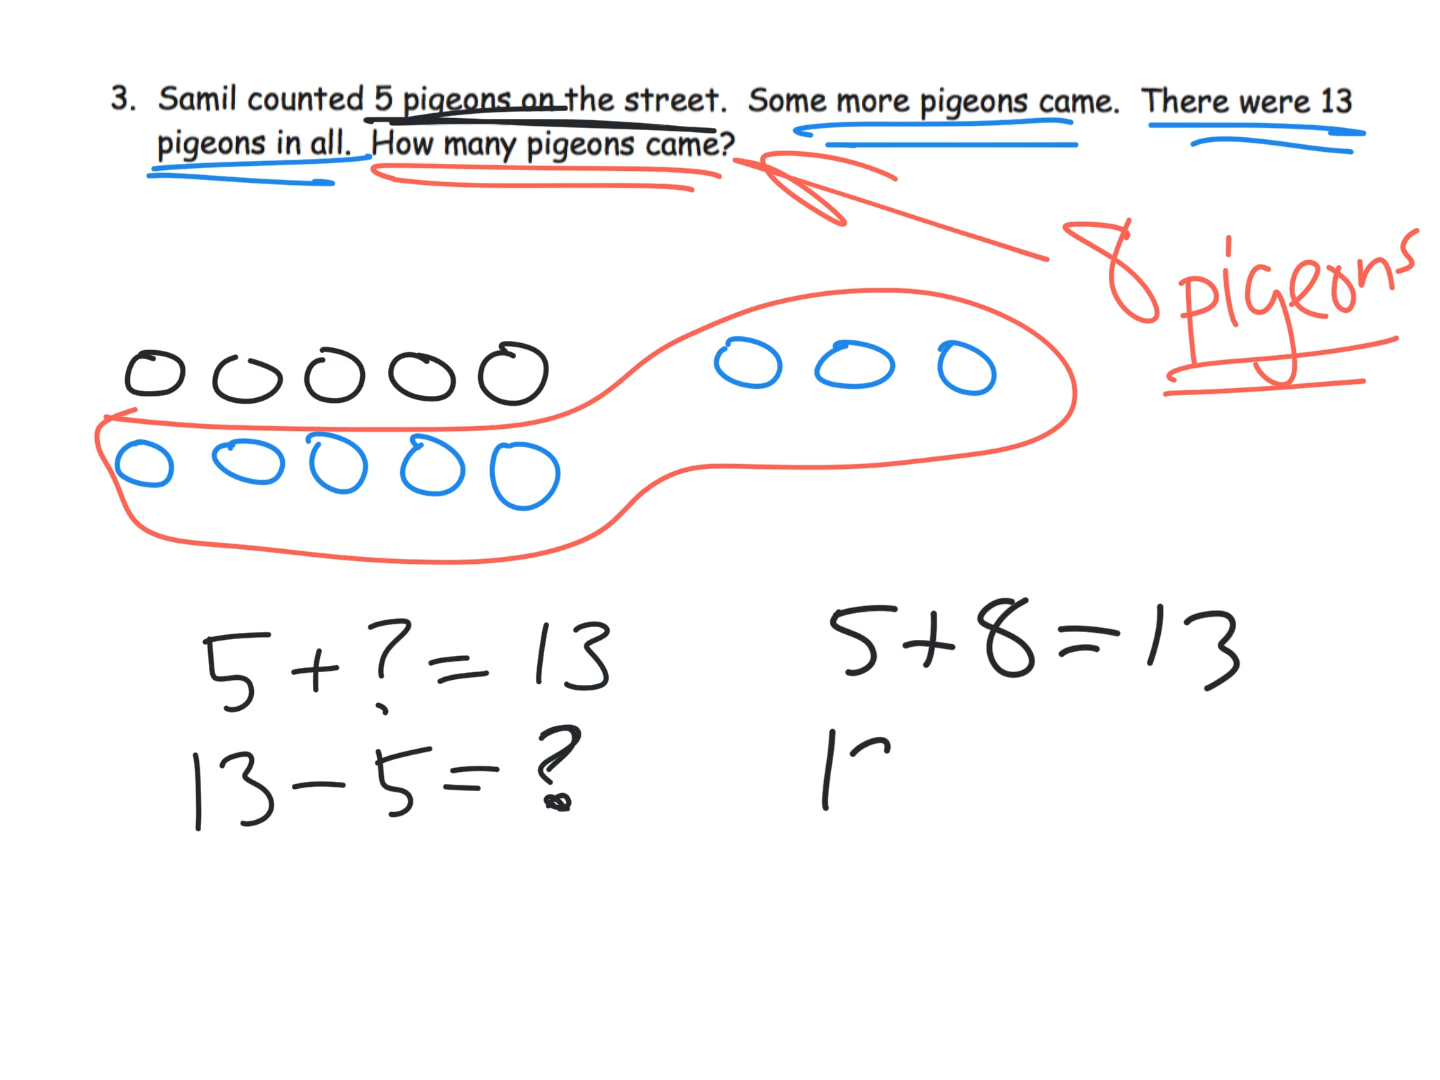 3. Samil counted 5 pigeons on the street. Some more pigeons came. There were 13
pigeons in all. How many pigeons came?
8 pigeons
5 + ? = 13
5 + 8 = 13
13 - 5 = ?
1